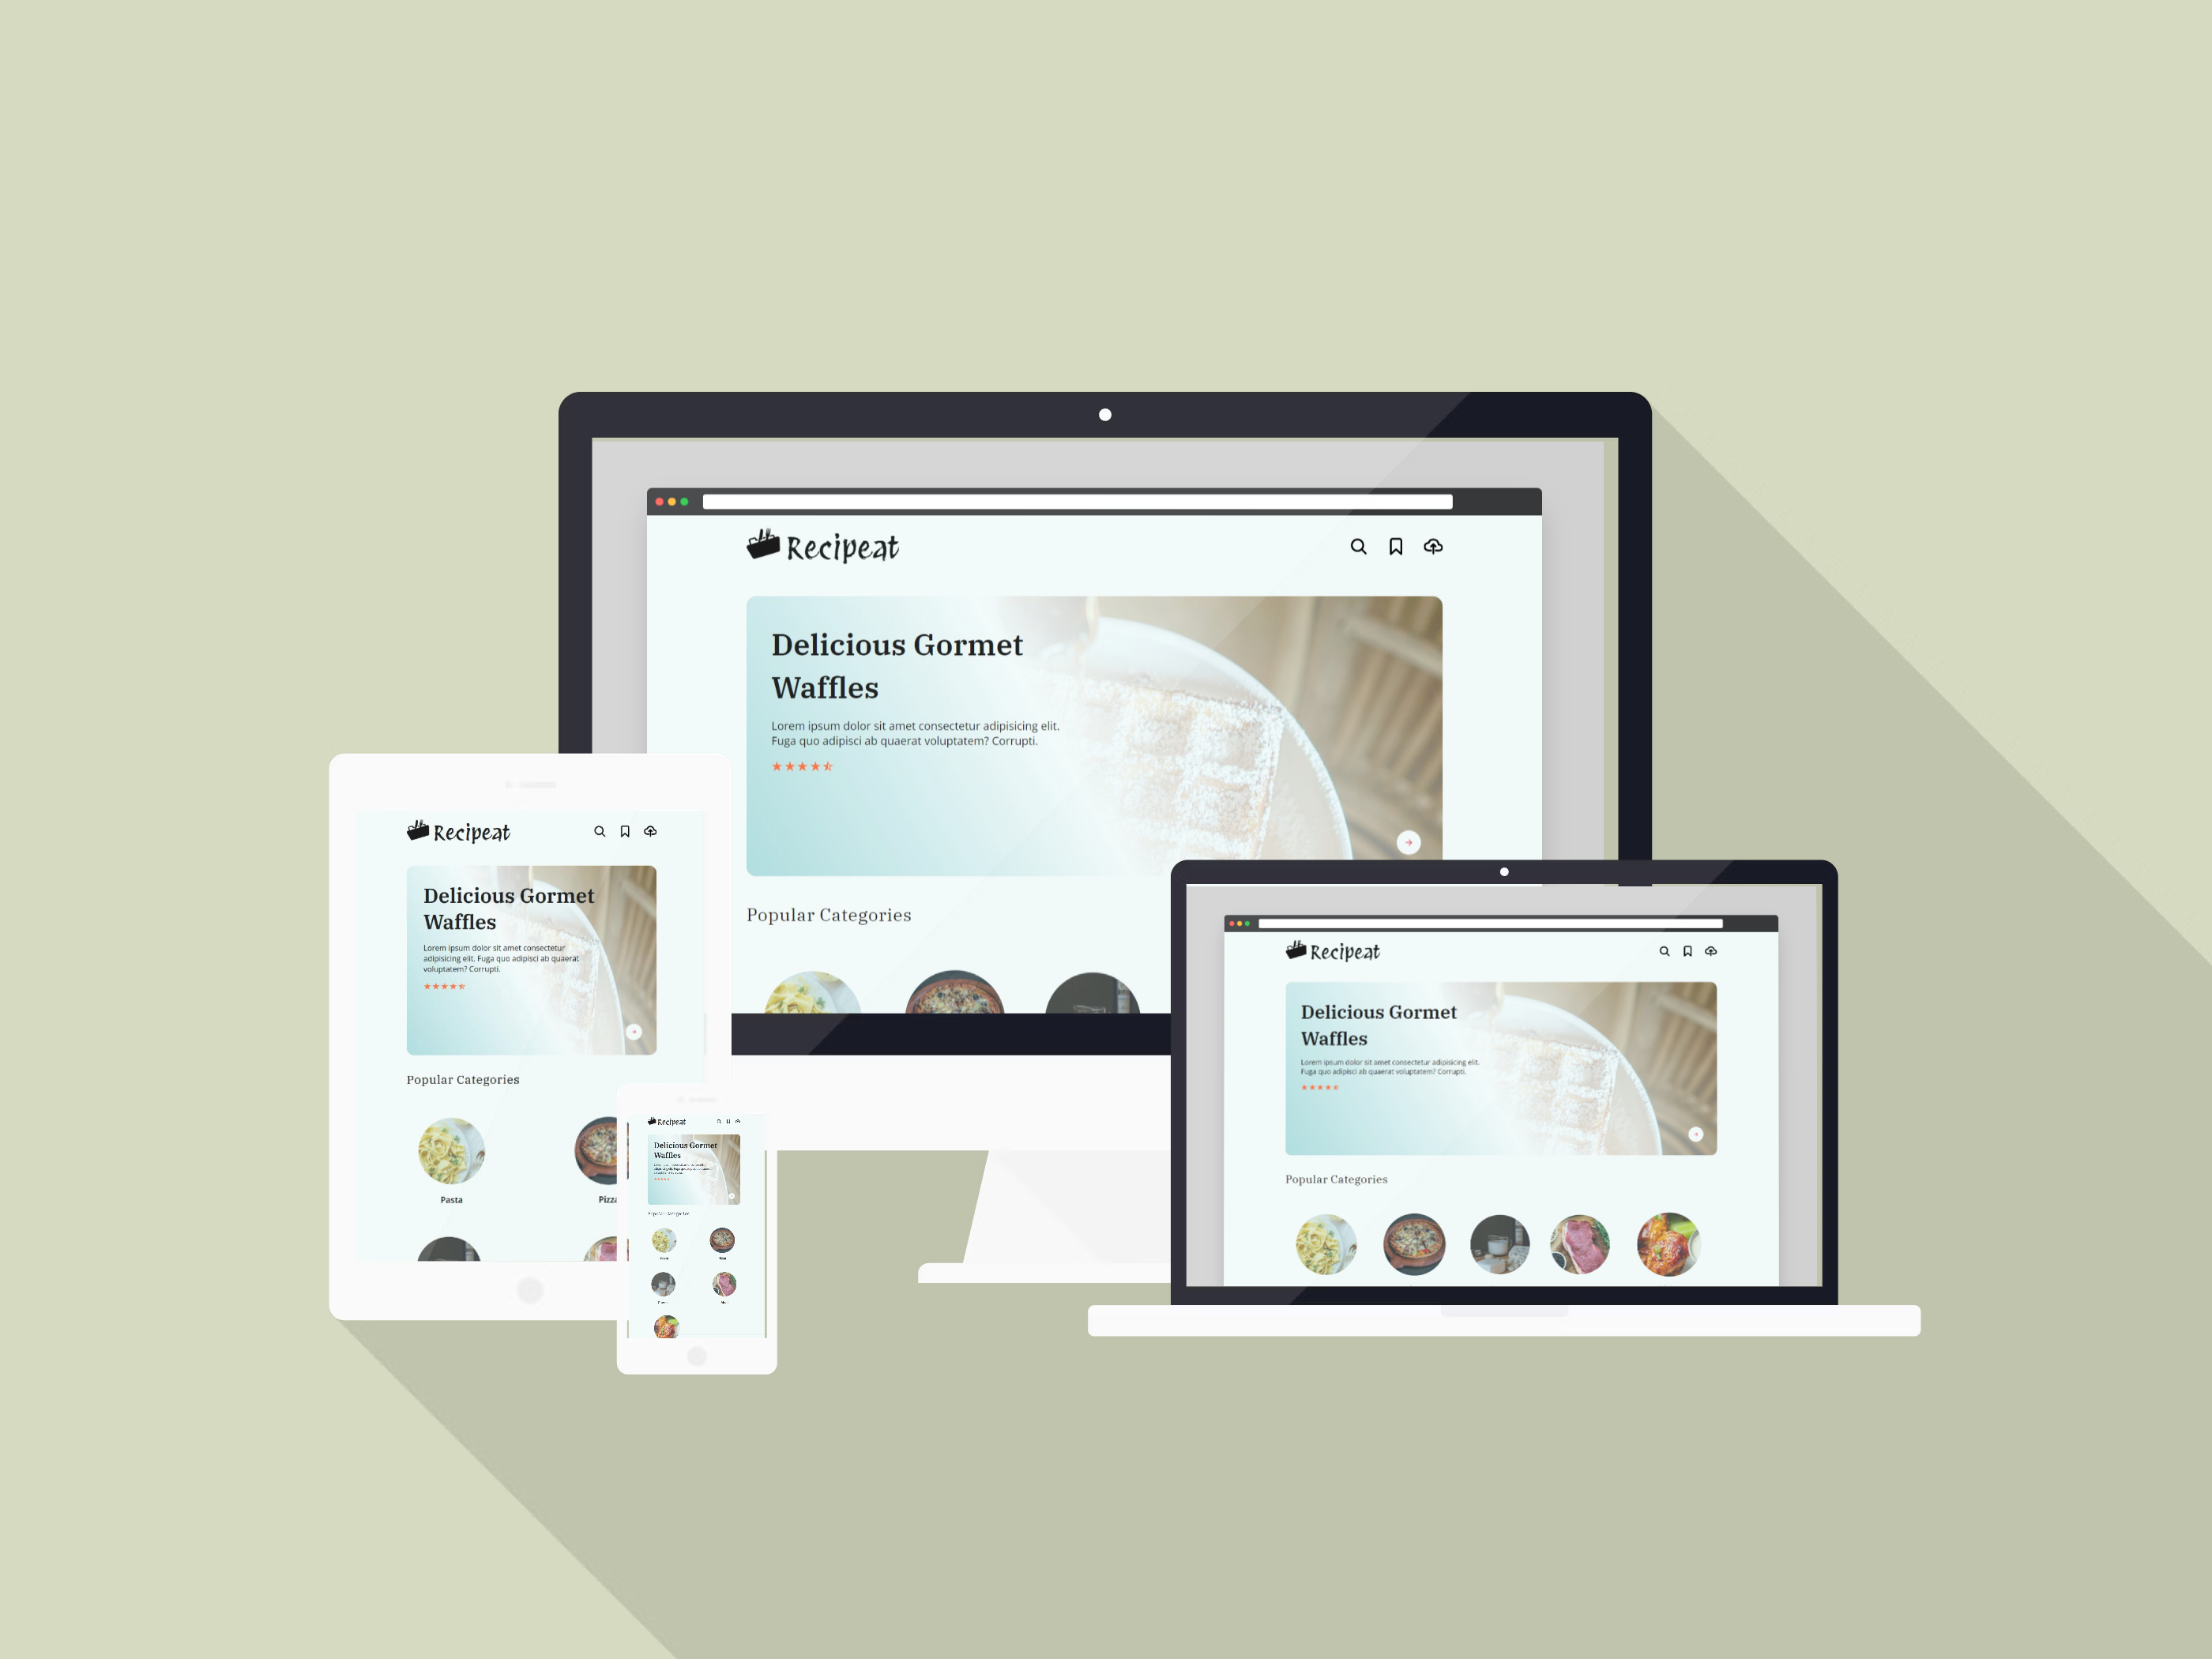 Recipeat
Delicious Gormet
Waffles
Lorem ipsum dolor sit amet consectetur adipisicing elit.
Fuga quo adipisci ab quaerat voluptatem? Corrupti.
Popular Categories
Recipeat
Delicious Gormet
Waffles
Lorem ipsum dolor sit amet consectetur
adipisicing elit. Fuga quo adipisci ab quaerat
voluptatem? Corrupti.
Popular Categories
Pasta
Pizza
Recipeat
Delicious Gormet
Waffles
Recipeat
Delicious Gormet
Waffles
Lorem ipsum dolor sit amet consectetur adipisicing elit.
Fuga quo adipisci ab quaerat voluptatem? Corrupti.
Popular Categories